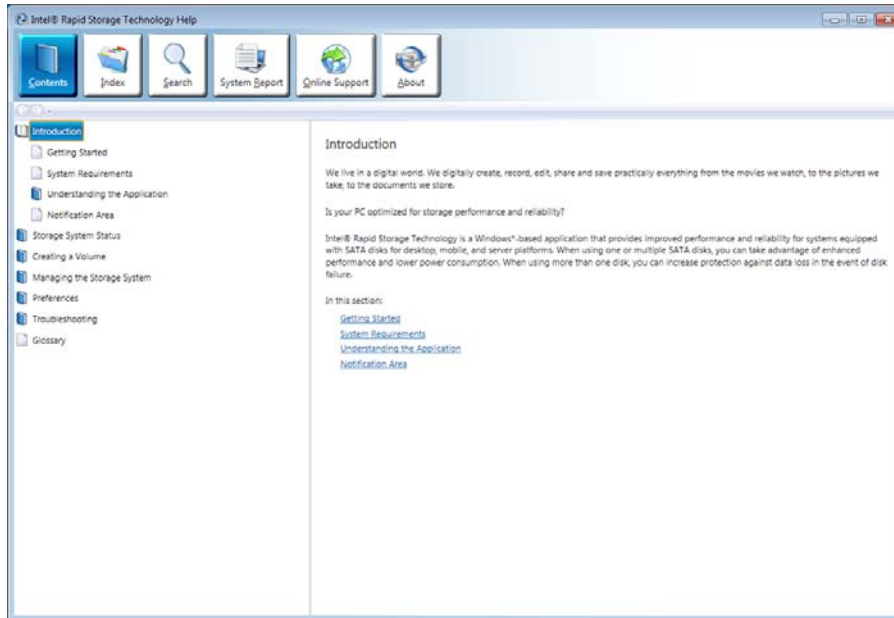 Intel® Rapid Storage Technology Help
Contents
Index
Search
System Report
Online Support
About
Introduction
Getting Started
System Requirements
Understanding the Application
Notification Area
Storage System Status
Creating a Volume
Managing the Storage System
Preferences
Troubleshooting
Glossary
Introduction
We live in a digital world. We digitally create, record, edit, share and save practically everything from the movies we watch, to the pictures we
take, to the documents we store.
Is your PC optimized for storage performance and reliability?
Intel® Rapid Storage Technology is a Windows*-based application that provides improved performance and reliability for systems equipped
with SATA disks for desktop, mobile, and server platforms. When using one or multiple SATA disks, you can take advantage of enhanced
performance and lower power consumption. When using more than one disk, you can increase protection against data loss in the event of disk
failure.
In this section:
Getting Started
System Requirements
Understanding the Application
Notification Area